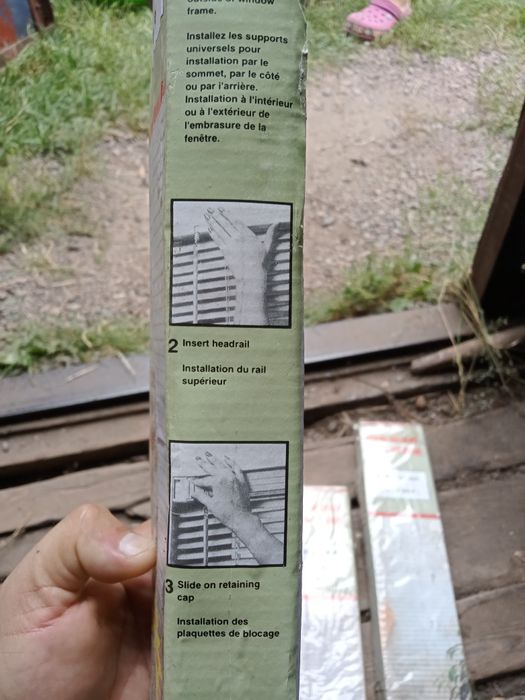 frame.
Installez les supports
universels pour
installation par le
sommet, par le côté
ou par l'arrière.
Installation à l'intérieur
ou à l'extérieur de
l'embrasure de la
fenêtre.
2 Insert headrail
Installation du rail
supérieur
3 Slide on retaining
cap
Installation des
plaquettes de blocage